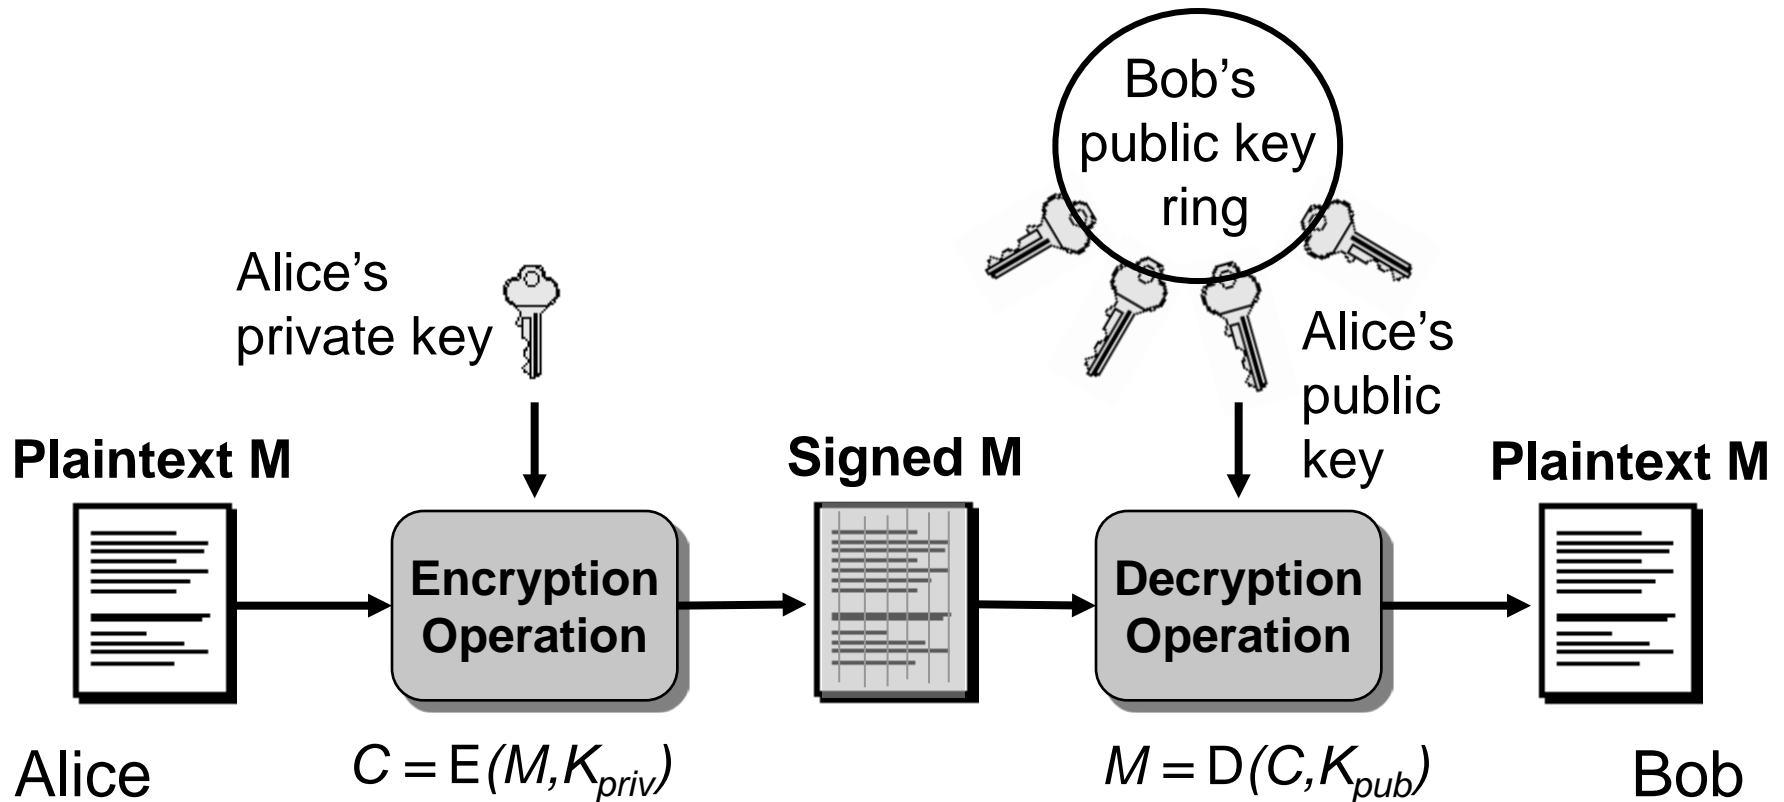 Bob's
public key
ring
Alice's
private key
Alice's
public
key
Plaintext M
Signed M
Plaintext M
Encryption
Operation
Decryption
Operation
Alice
C = E(M,Kpriv)
M = D(C,Kpub)
Bob